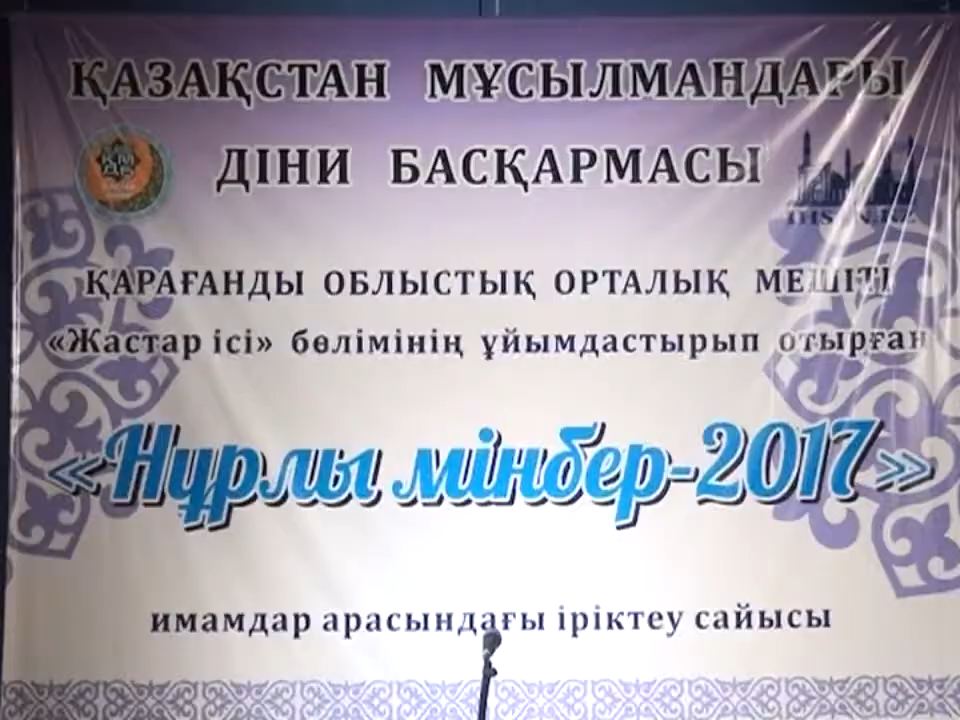 ҚАЗАҚСТАН МҰСЫЛМАНДАРЫ
ДІНИ БАСҚАРМАСЫ
ҚАРАҒАНДЫ ОБЛЫСТЫҚ ОРТАЛЫҚ МЕШІТІ
«Жастар ісі» бөлімінің ұйымдастырып отырған
«Нұрлы мінбер-2017»
имамдар арасындағы іріктеу сайысы